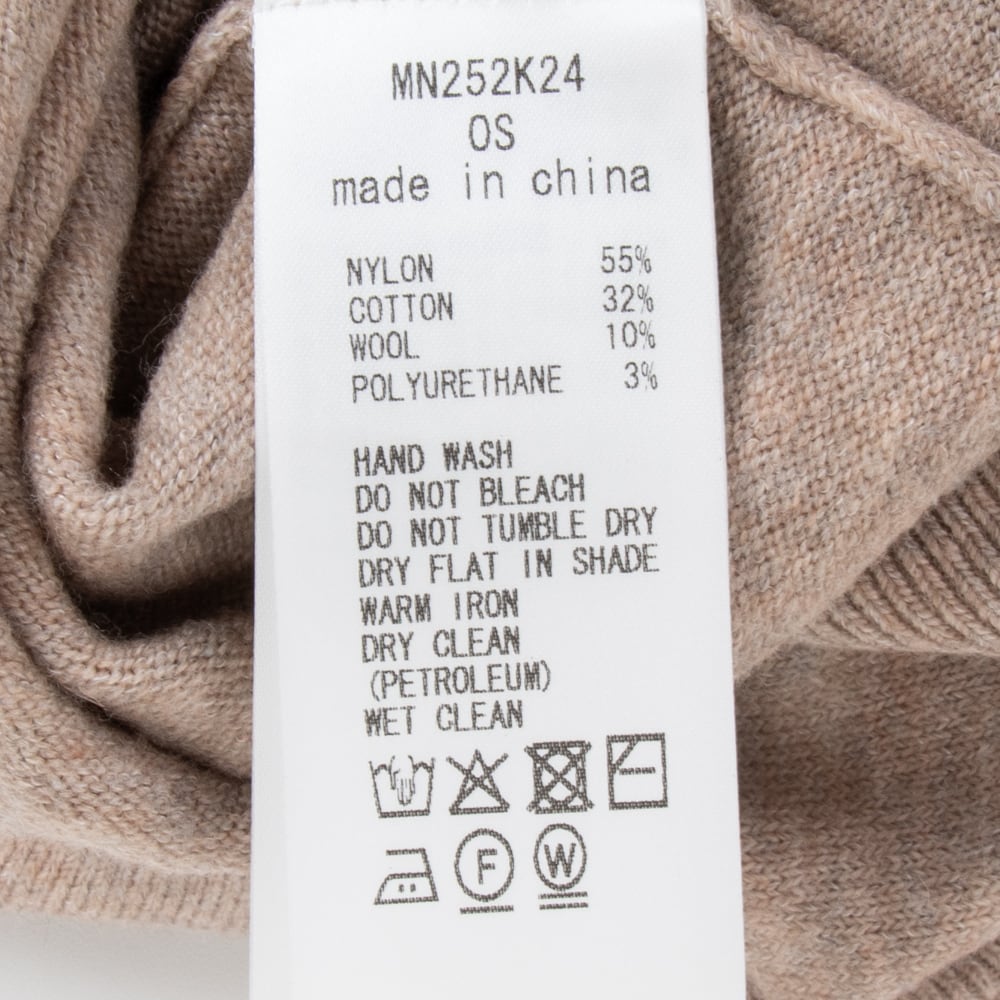 MN252K24
OS
made in china
NYLON 55%
COTTON 32%
WOOL 10%
POLYURETHANE 3%
HAND WASH
DO NOT BLEACH
DO NOT TUMBLE DRY
DRY FLAT IN SHADE
WARM IRON
DRY CLEAN
(PETROLEUM)
WET CLEAN
F W